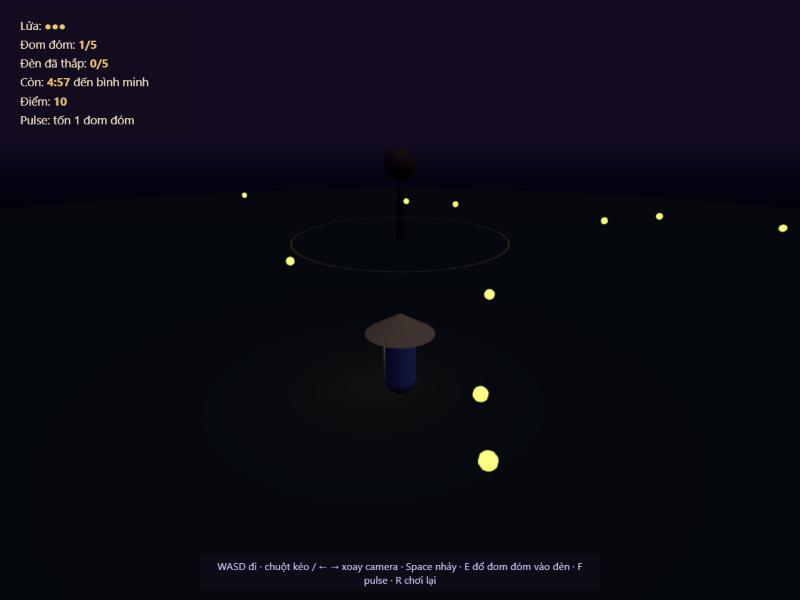 Lửa: ●●●
Đom đóm: 1/5
Đèn đã thắp: 0/5
Còn: 4:57 đến bình minh
Điểm: 10
Pulse: tốn 1 đom đóm
WASD đi · chuột kéo / ← → xoay camera · Space nhảy · E đổ đom đóm vào đèn · F
pulse · R chơi lại